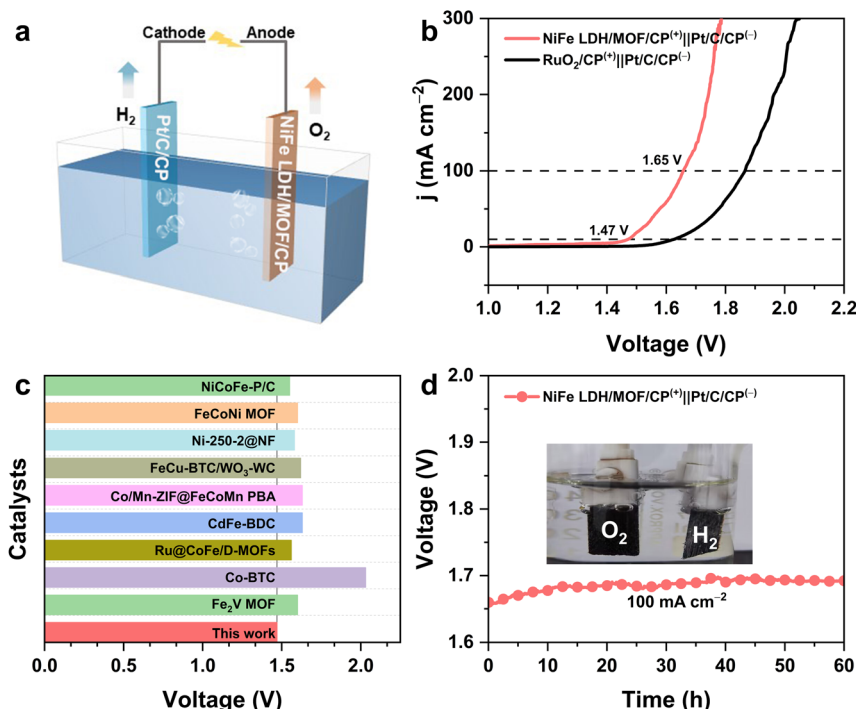 a
Cathode
Anode
H₂
O₂
Pt/C/CP
NiFe LDH/MOF/CP
b
NiFe LDH/MOF/CP⁽⁺⁾||Pt/C/CP⁽⁻⁾
RuO₂/CP⁽⁺⁾||Pt/C/CP⁽⁻⁾
1.65 V
1.47 V
j (mA cm⁻²)
300
200
100
0
1.0 1.2 1.4 1.6 1.8 2.0 2.2
Voltage (V)
c
Catalysts
NiCoFe-P/C
FeCoNi MOF
Ni-250-2@NF
FeCu-BTC/WO₃-WC
Co/Mn-ZIF@FeCoMn PBA
CdFe-BDC
Ru@CoFe/D-MOFs
Co-BTC
Fe₂V MOF
This work
0.0 0.5 1.0 1.5 2.0
Voltage (V)
d
NiFe LDH/MOF/CP⁽⁺⁾||Pt/C/CP⁽⁻⁾
Voltage (V)
2.0
1.9
1.8
1.7
1.6
O₂
H₂
100 mA cm⁻²
0 10 20 30 40 50 60
Time (h)